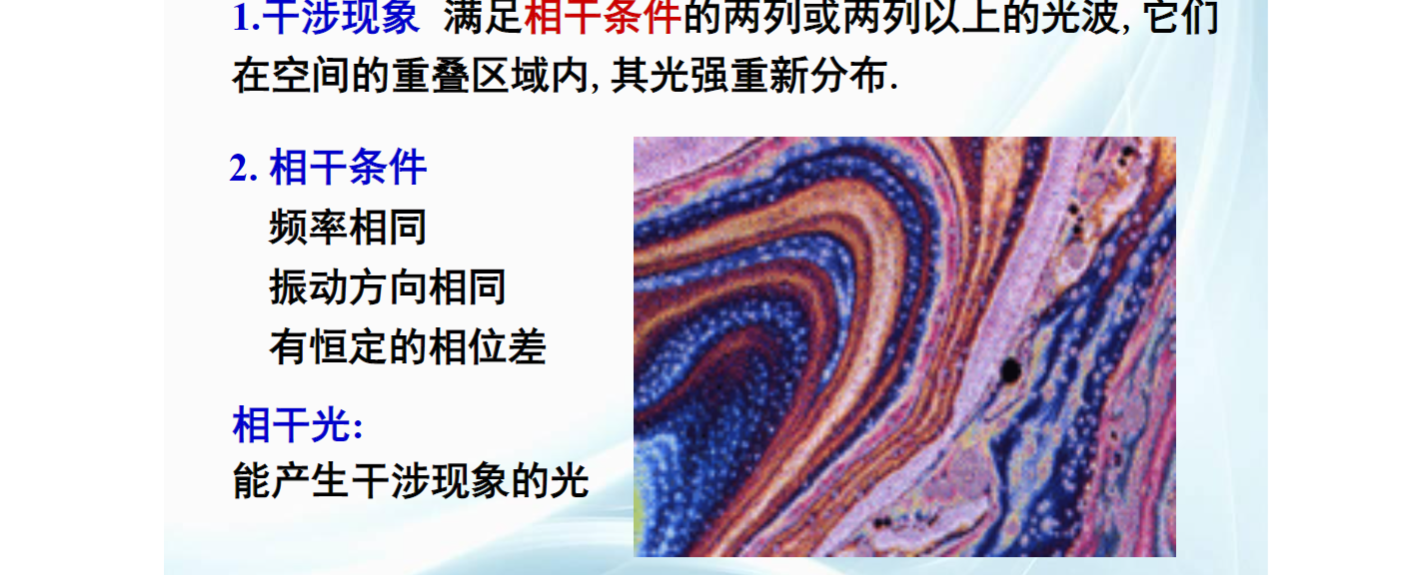 1.干涉现象 满足相干条件的两列或两列以上的光波, 它们
在空间的重叠区域内, 其光强重新分布.
2. 相干条件
频率相同
振动方向相同
有恒定的相位差
相干光:
能产生干涉现象的光